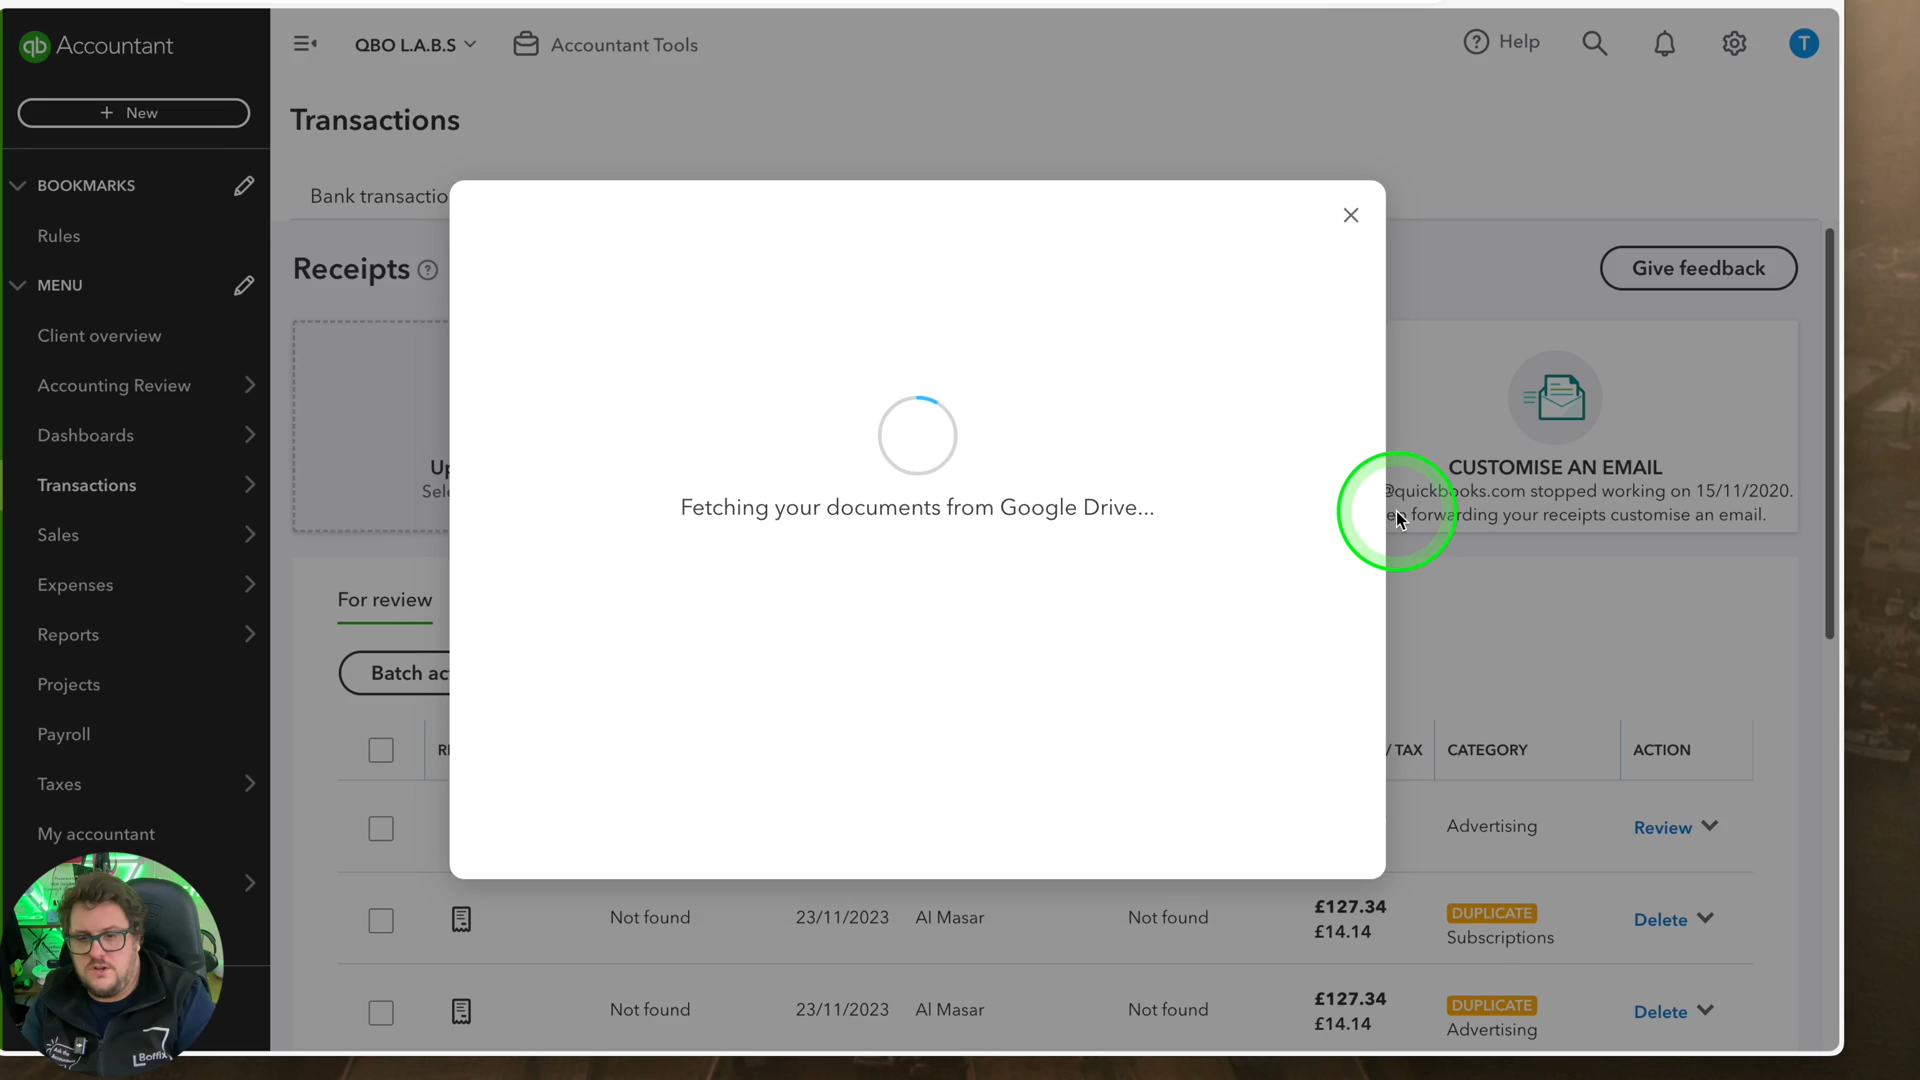 qb Accountant
QBO L.A.B.S
Accountant Tools
Help
T
+ New
Transactions
BOOKMARKS
Bank transactio
Rules
Receipts
Give feedback
MENU
Client overview
Accounting Review
Dashboards
Transactions
Sales
Expenses
Reports
Projects
Payroll
Taxes
My accountant
Up
Sele
Fetching your documents from Google Drive...
CUSTOMISE AN EMAIL
@quickbooks.com stopped working on 15/11/2020.
forwarding your receipts customise an email.
For review
Batch ac
/ TAX CATEGORY ACTION
Advertising Review
Not found 23/11/2023 Al Masar Not found £127.34 £14.14 DUPLICATE Subscriptions Delete
Not found 23/11/2023 Al Masar Not found £127.34 £14.14 DUPLICATE Advertising Delete
Boffix